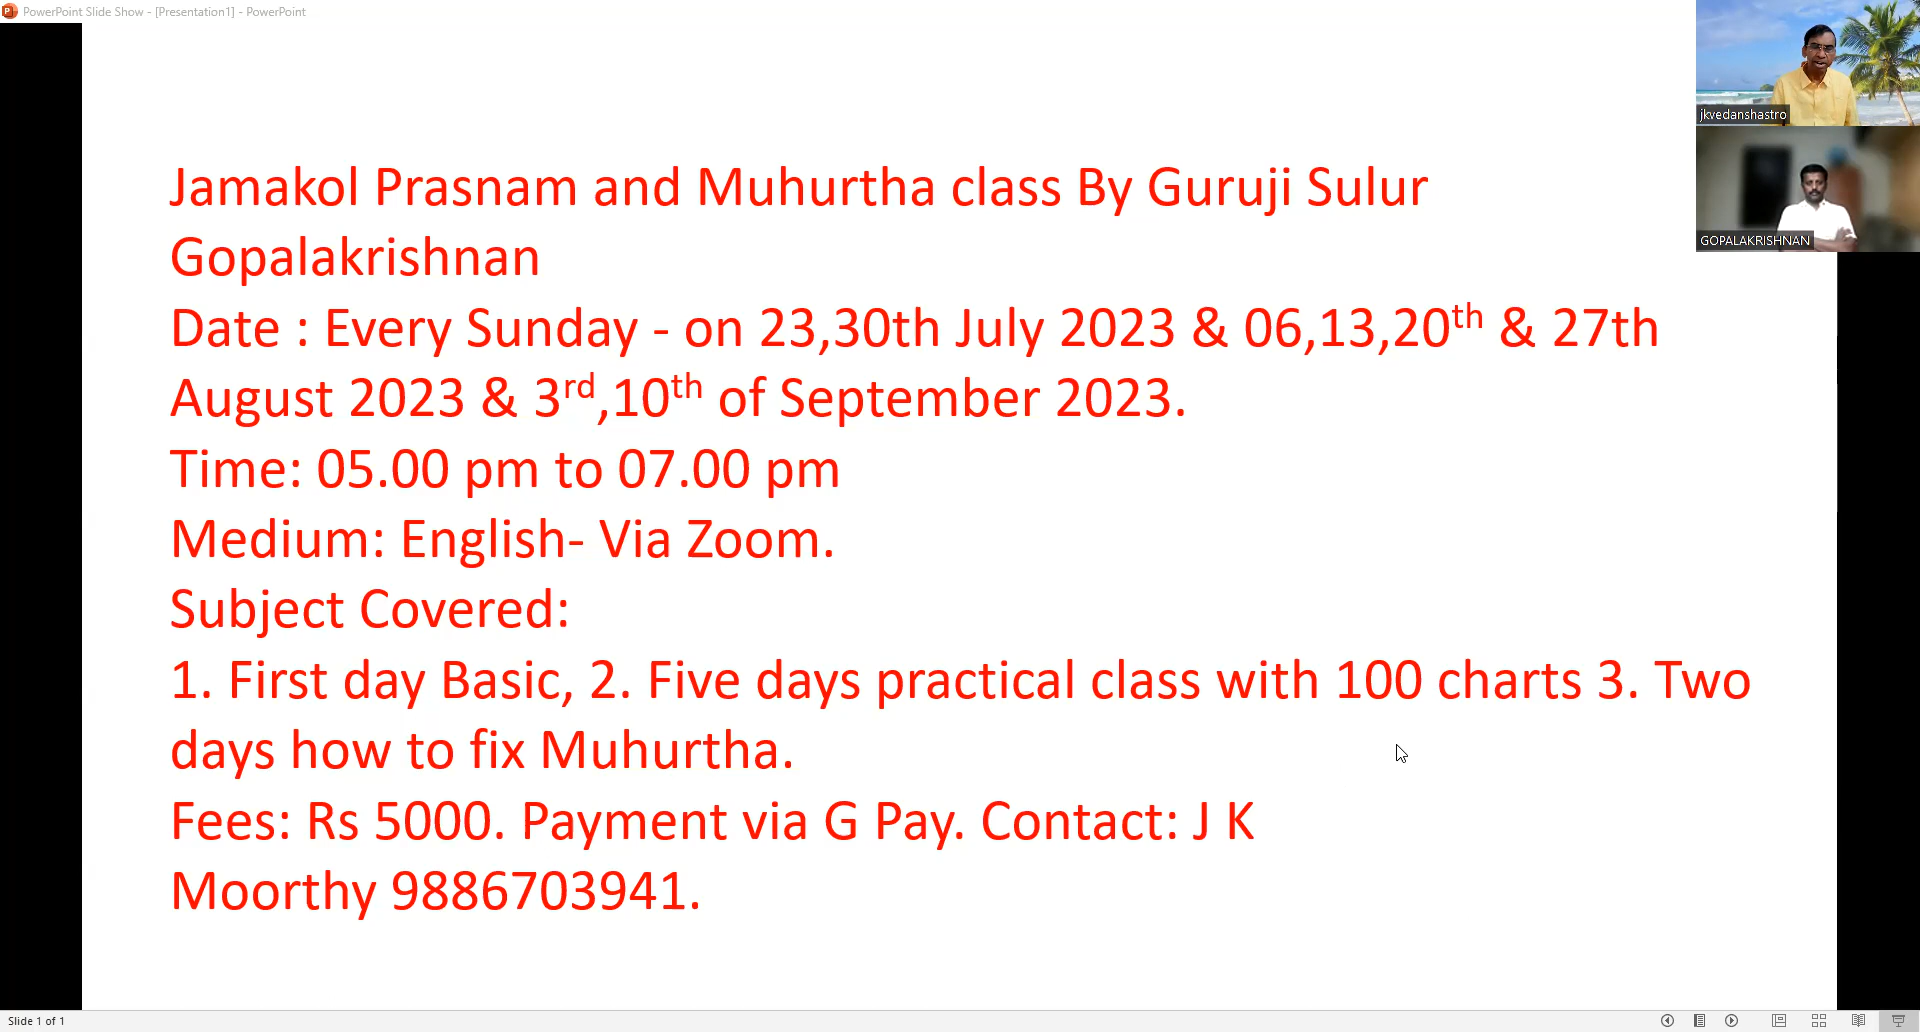 PowerPoint Slide Show - [Presentation1] - PowerPoint
jkvedanshastro
GOPALAKRISHNAN
Jamakol Prasnam and Muhurtha class By Guruji Sulur
Gopalakrishnan
Date : Every Sunday - on 23,30th July 2023 & 06,13,20th & 27th
August 2023 & 3rd,10th of September 2023.
Time: 05.00 pm to 07.00 pm
Medium: English- Via Zoom.
Subject Covered:
1. First day Basic, 2. Five days practical class with 100 charts 3. Two
days how to fix Muhurtha.
Fees: Rs 5000. Payment via G Pay. Contact: J K
Moorthy 9886703941.
Slide 1 of 1